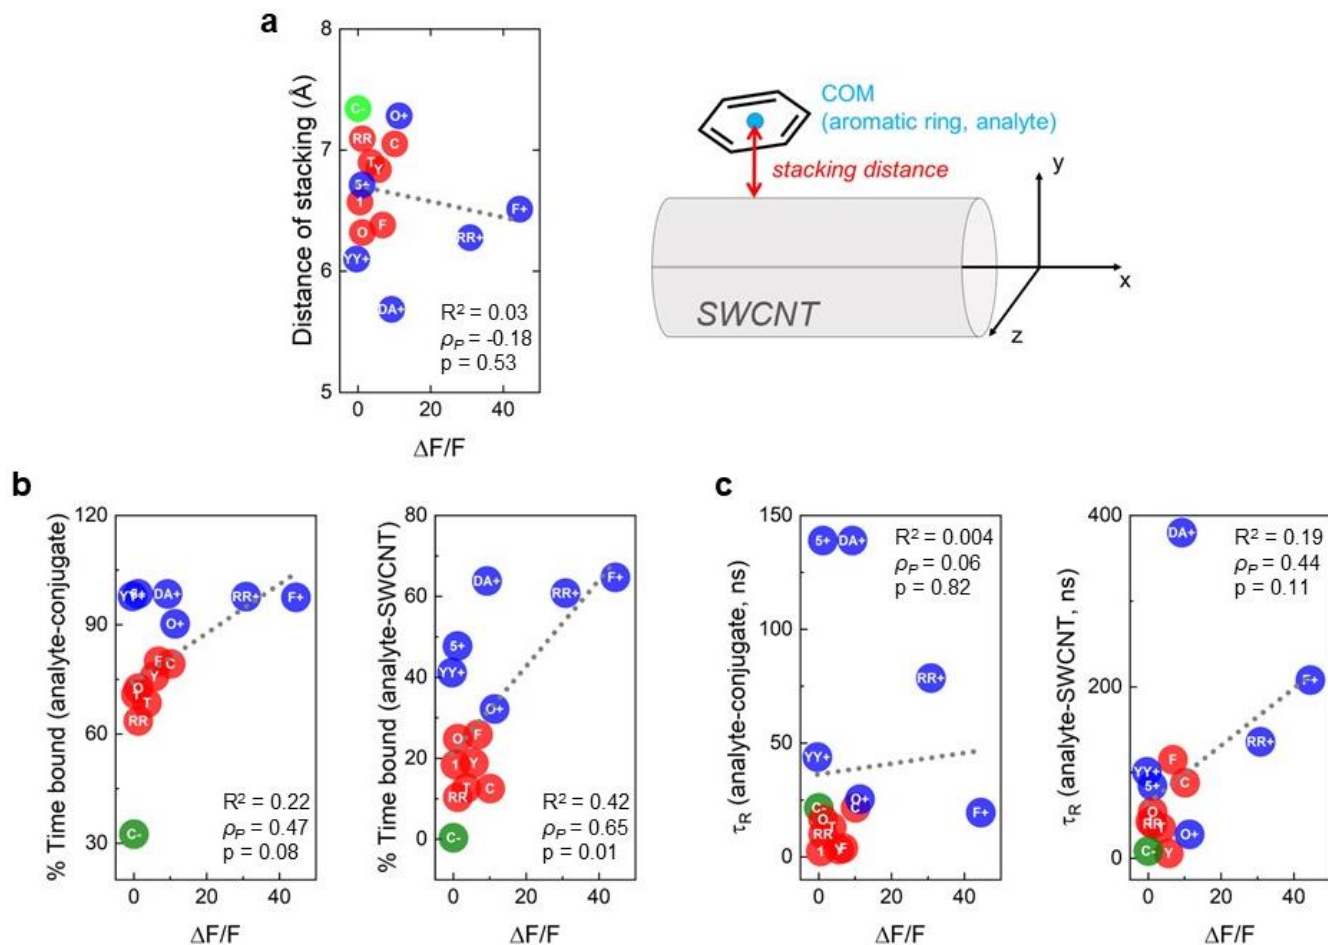 a
Distance of stacking (Å)
8
7
6
5
C-
O+
RR
C
T
Y
5+
1
F+
O
F
RR+
YY+
DA+
R² = 0.03
ρP = -0.18
p = 0.53
0
20
40
ΔF/F
COM
(aromatic ring, analyte)
stacking distance
SWCNT
y
x
z
b
% Time bound (analyte-conjugate)
120
90
60
30
YY+
DA+
RR+
F+
O+
F
C
Y
O
T
RR
C-
R² = 0.22
ρP = 0.47
p = 0.08
0
20
40
ΔF/F
% Time bound (analyte-SWCNT)
80
60
40
20
0
DA+
RR+
F+
5+
YY+
O+
O
F
1
Y
T
C
RR
C-
R² = 0.42
ρP = 0.65
p = 0.01
0
20
40
ΔF/F
c
τR (analyte-conjugate, ns)
150
100
50
0
5+
DA+
R² = 0.004
ρP = 0.06
p = 0.82
RR+
YY+
O+
C-
C
F+
O
T
RR
1
Y
F
0
20
40
ΔF/F
τR (analyte-SWCNT, ns)
400
200
0
DA+
R² = 0.19
ρP = 0.44
p = 0.11
F+
RR+
F
YY+
C
5+
O
RR
T
O+
C-
Y
0
20
40
ΔF/F